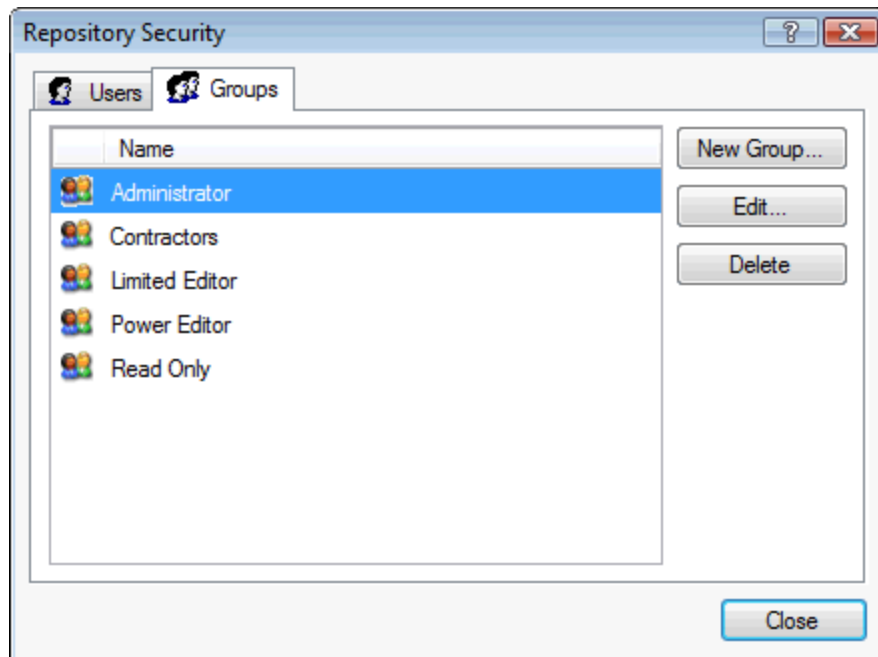 Repository Security
?
Users
Groups
Name
Administrator
Contractors
Limited Editor
Power Editor
Read Only
New Group...
Edit...
Delete
Close